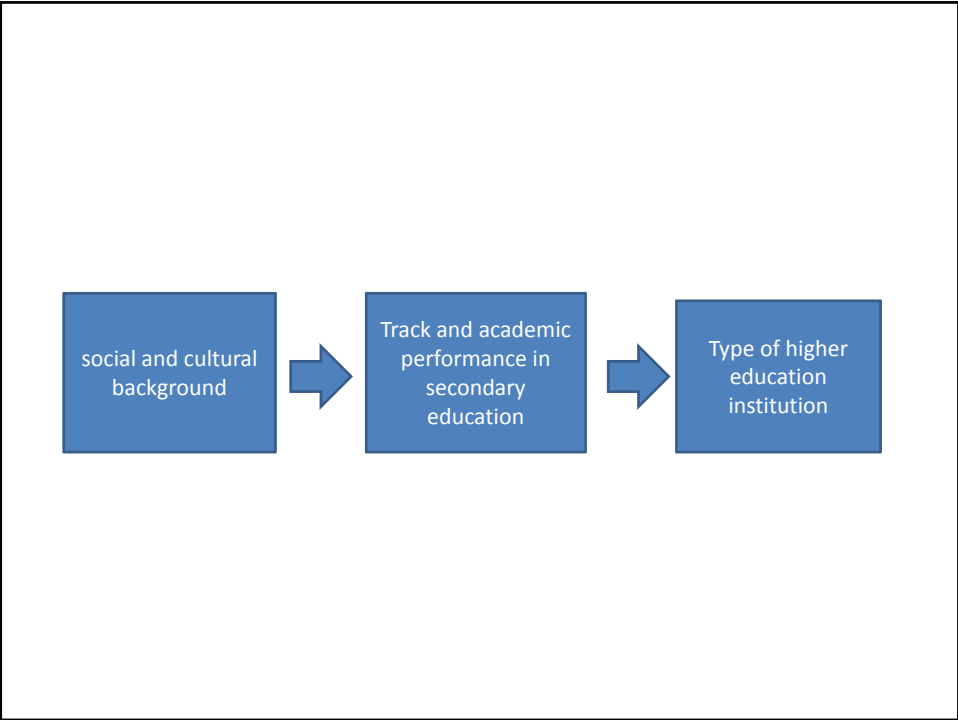 social and cultural
background
Track and academic
performance in
secondary
education
Type of higher
education
institution